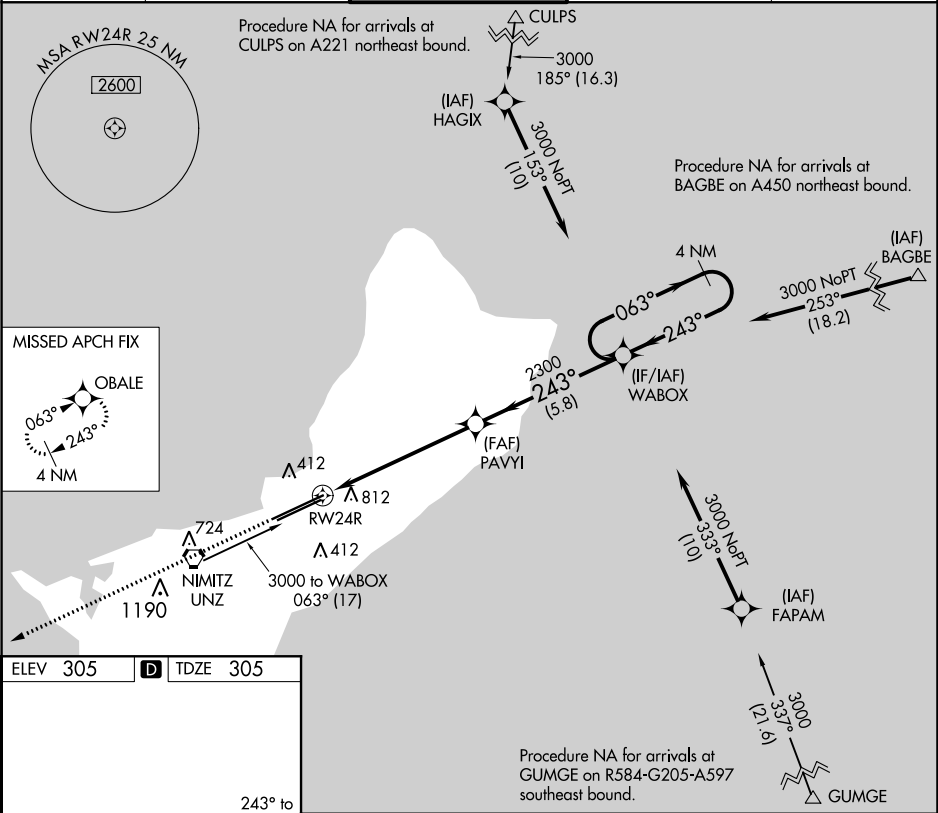 Procedure NA for arrivals at
CULPS on A221 northeast bound.
CULPS
3000
185° (16.3)
MSA RW24R 25 NM
2600
(IAF)
HAGIX
3000 NoPT
153°
(10)
Procedure NA for arrivals at
BAGBE on A450 northeast bound.
(IAF)
BAGBE
3000 NoPT
253°
(18.2)
4 NM
063°
243°
(IF/IAF)
WABOX
2300
243°
(5.8)
(FAF)
PAVYI
MISSED APCH FIX
OBALE
063°
243°
4 NM
412
812
RW24R
724
412
NIMITZ
UNZ
3000 to WABOX
063° (17)
1190
3000 NoPT
333°
(10)
(IAF)
FAPAM
3000
337°
(21.6)
GUMGE
Procedure NA for arrivals at
GUMGE on R584-G205-A597
southeast bound.
ELEV 305 D TDZE 305
243° to